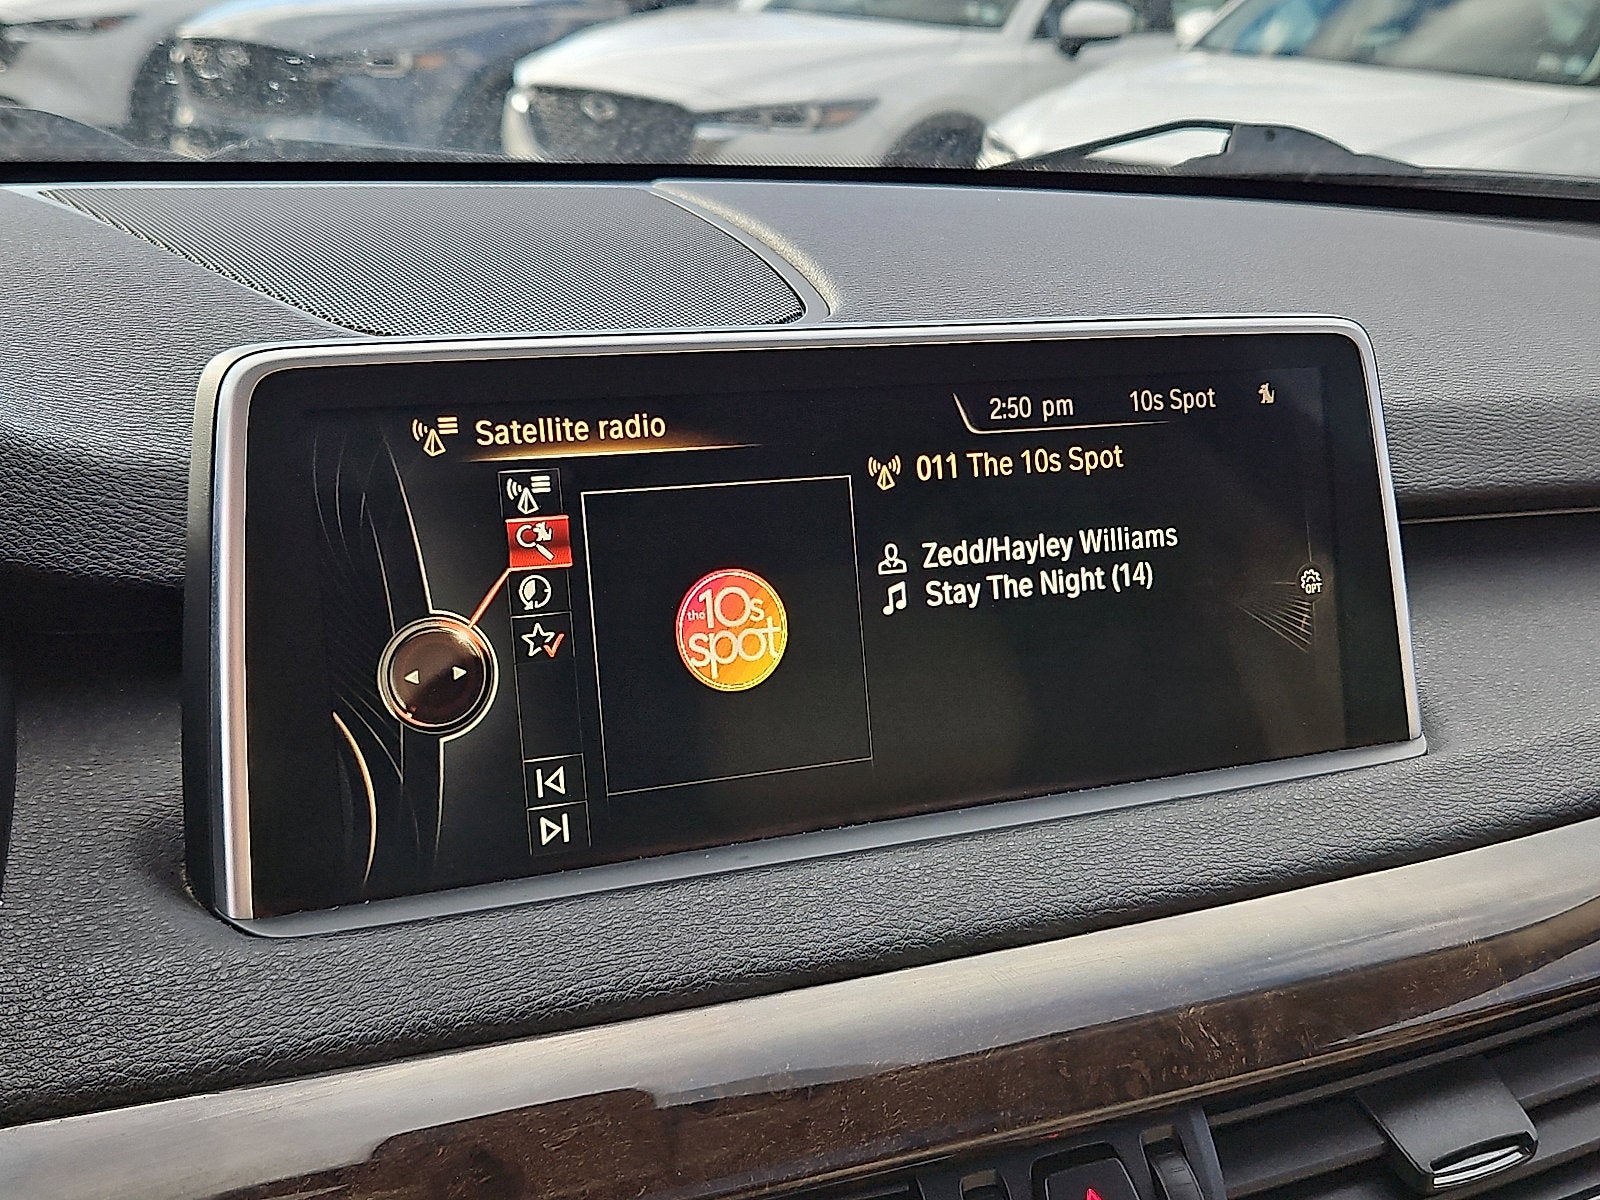 Satellite radio
2:50 pm
10s Spot
011 The 10s Spot
Zedd/Hayley Williams
Stay The Night (14)
the 10s
spot
OPT